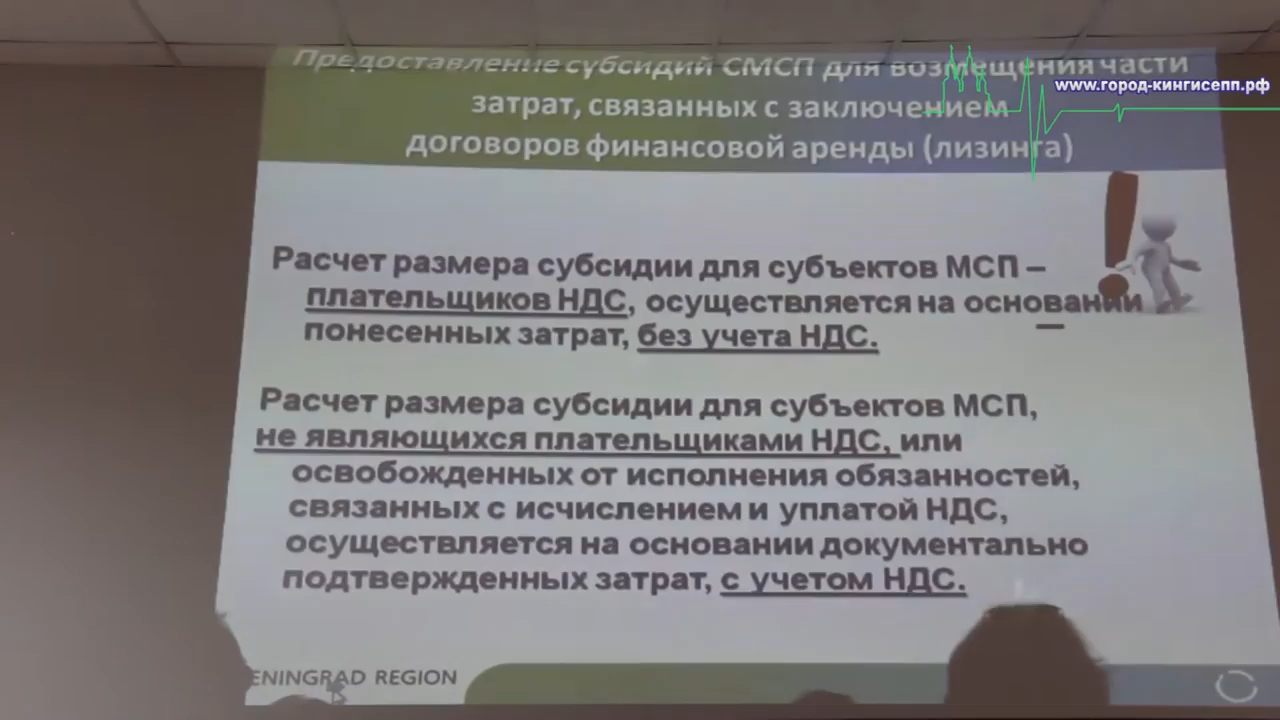 Предоставление субсидий СМСП для возмещения части
затрат, связанных с заключением
договоров финансовой аренды (лизинга)
www.город-кингисепп.рф
Расчет размера субсидии для субъектов МСП –
плательщиков НДС, осуществляется на основании
понесенных затрат, без учета НДС.
Расчет размера субсидии для субъектов МСП,
не являющихся плательщиками НДС, или
освобожденных от исполнения обязанностей,
связанных с исчислением и уплатой НДС,
осуществляется на основании документально
подтвержденных затрат, с учетом НДС.
ENINGRAD REGION